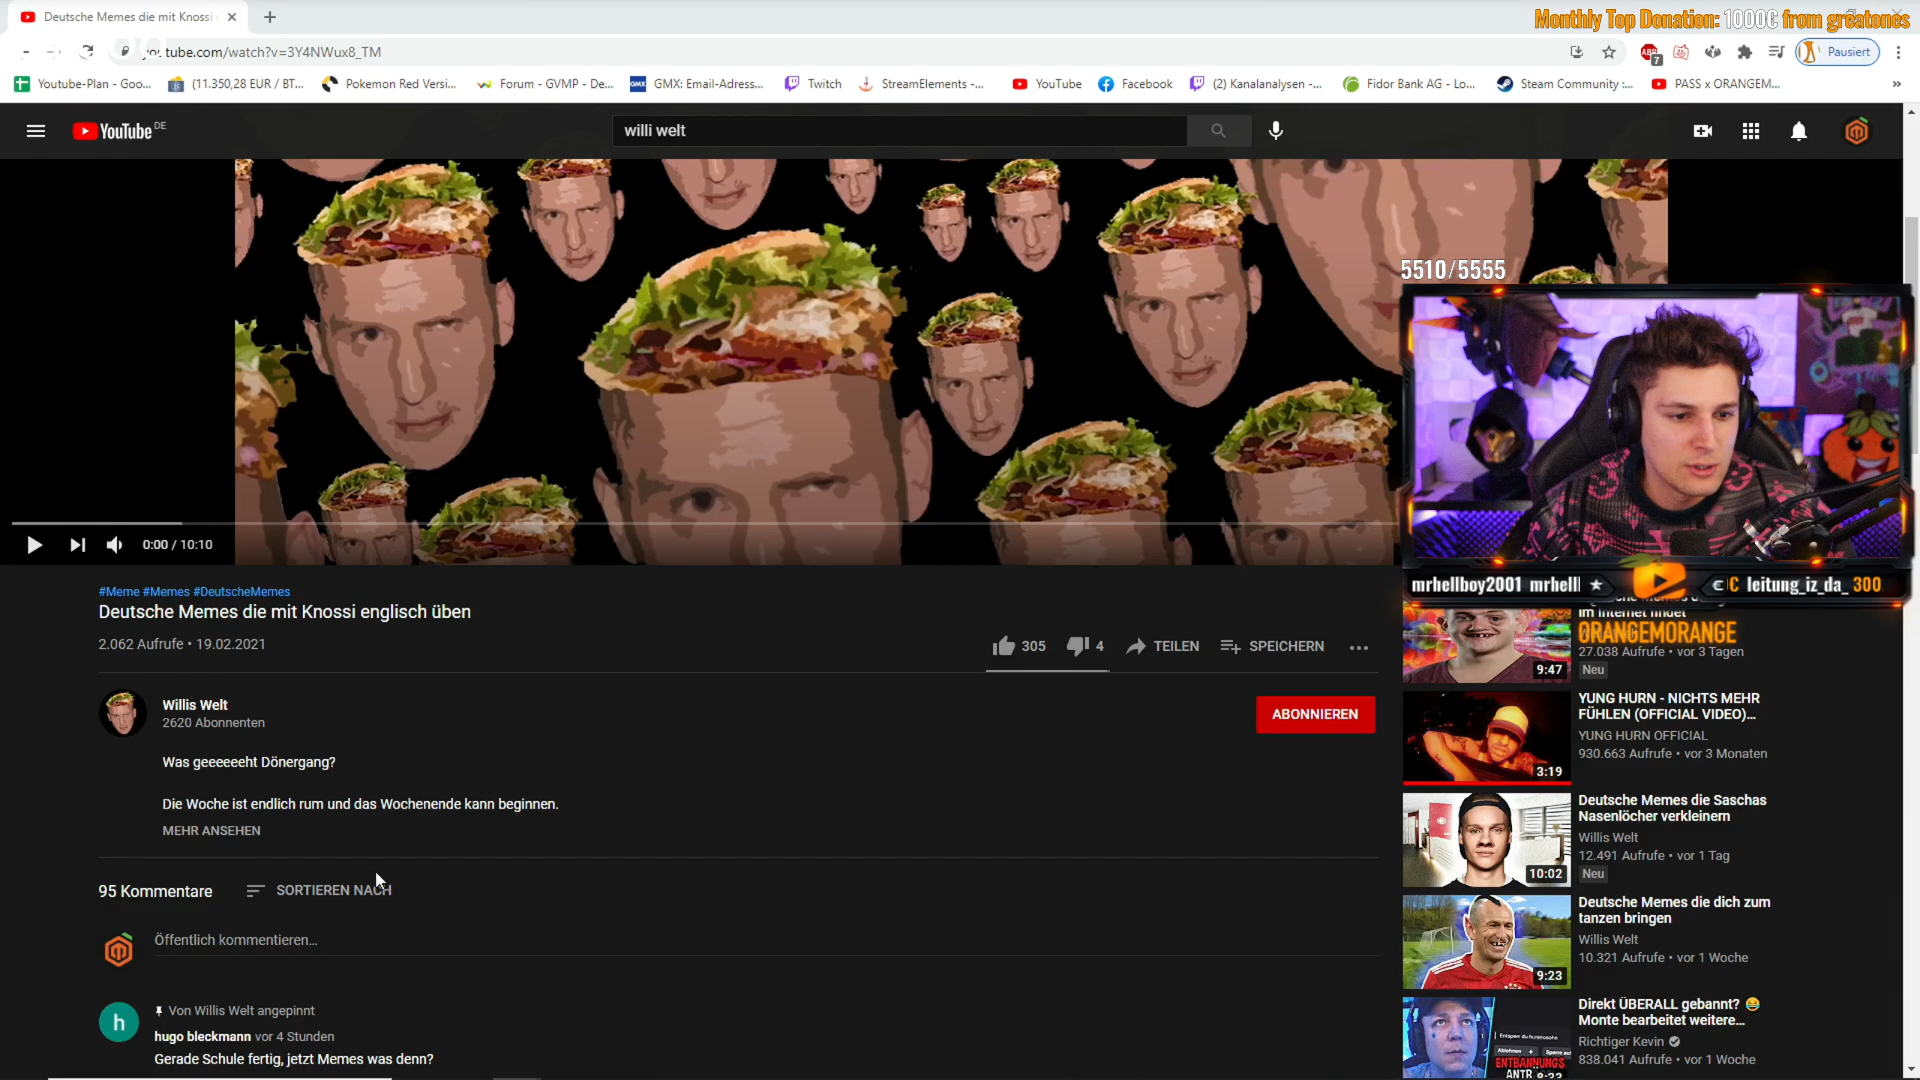 Deutsche Memes die mit Knossi
Monthly Top Donation: 1000€ from greatones
tube.com/watch?v=3Y4NWux8_TM
7
Pausiert
Youtube-Plan - Goo...
(11.350,28 EUR / BT...
Pokemon Red Versi...
Forum - GVMP - De...
GMX: Email-Adress...
Twitch
StreamElements -...
YouTube
Facebook
(2) Kanalanalysen -...
Fidor Bank AG - Lo...
Steam Community :...
PASS x ORANGEM...
YouTube DE
willi welt
5510/5555
0:00 / 10:10
mrhellboy2001 mrhell
leitung_iz_da_ 300
#Meme #Memes #DeutscheMemes
Deutsche Memes die mit Knossi englisch üben
2.062 Aufrufe • 19.02.2021
305
4
TEILEN
SPEICHERN
Willis Welt
2620 Abonnenten
ABONNIEREN
Was geeeeeeht Dönergang?
Die Woche ist endlich rum und das Wochenende kann beginnen.
MEHR ANSEHEN
95 Kommentare
SORTIEREN NACH
Öffentlich kommentieren...
Von Willis Welt angepinnt
h
hugo bleckmann vor 4 Stunden
Gerade Schule fertig, jetzt Memes was denn?
im Internet findet
ORANGEMORANGE
27.038 Aufrufe • vor 3 Tagen
9:47
Neu
YUNG HURN - NICHTS MEHR
FÜHLEN (OFFICIAL VIDEO)...
YUNG HURN OFFICIAL
930.663 Aufrufe • vor 3 Monaten
3:19
Deutsche Memes die Saschas
Nasenlöcher verkleinern
Willis Welt
12.491 Aufrufe • vor 1 Tag
10:02
Neu
Deutsche Memes die dich zum
tanzen bringen
Willis Welt
10.321 Aufrufe • vor 1 Woche
9:23
Direkt ÜBERALL gebannt? 😂
Monte bearbeitet weitere...
Richtiger Kevin
838.041 Aufrufe • vor 1 Woche
ENTBANNUNGS
ANTR